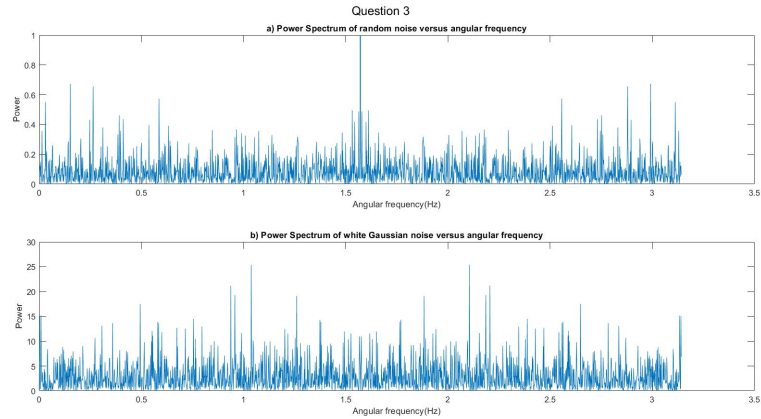 Question 3
a) Power Spectrum of random noise versus angular frequency
1
0.8
0.6
0.4
0.2
0
Power
0 0.5 1 1.5 2 2.5 3 3.5
Angular frequency(Hz)
b) Power Spectrum of white Gaussian noise versus angular frequency
30
25
20
15
10
5
0
Power
0 0.5 1 1.5 2 2.5 3 3.5
Angular frequency(Hz)